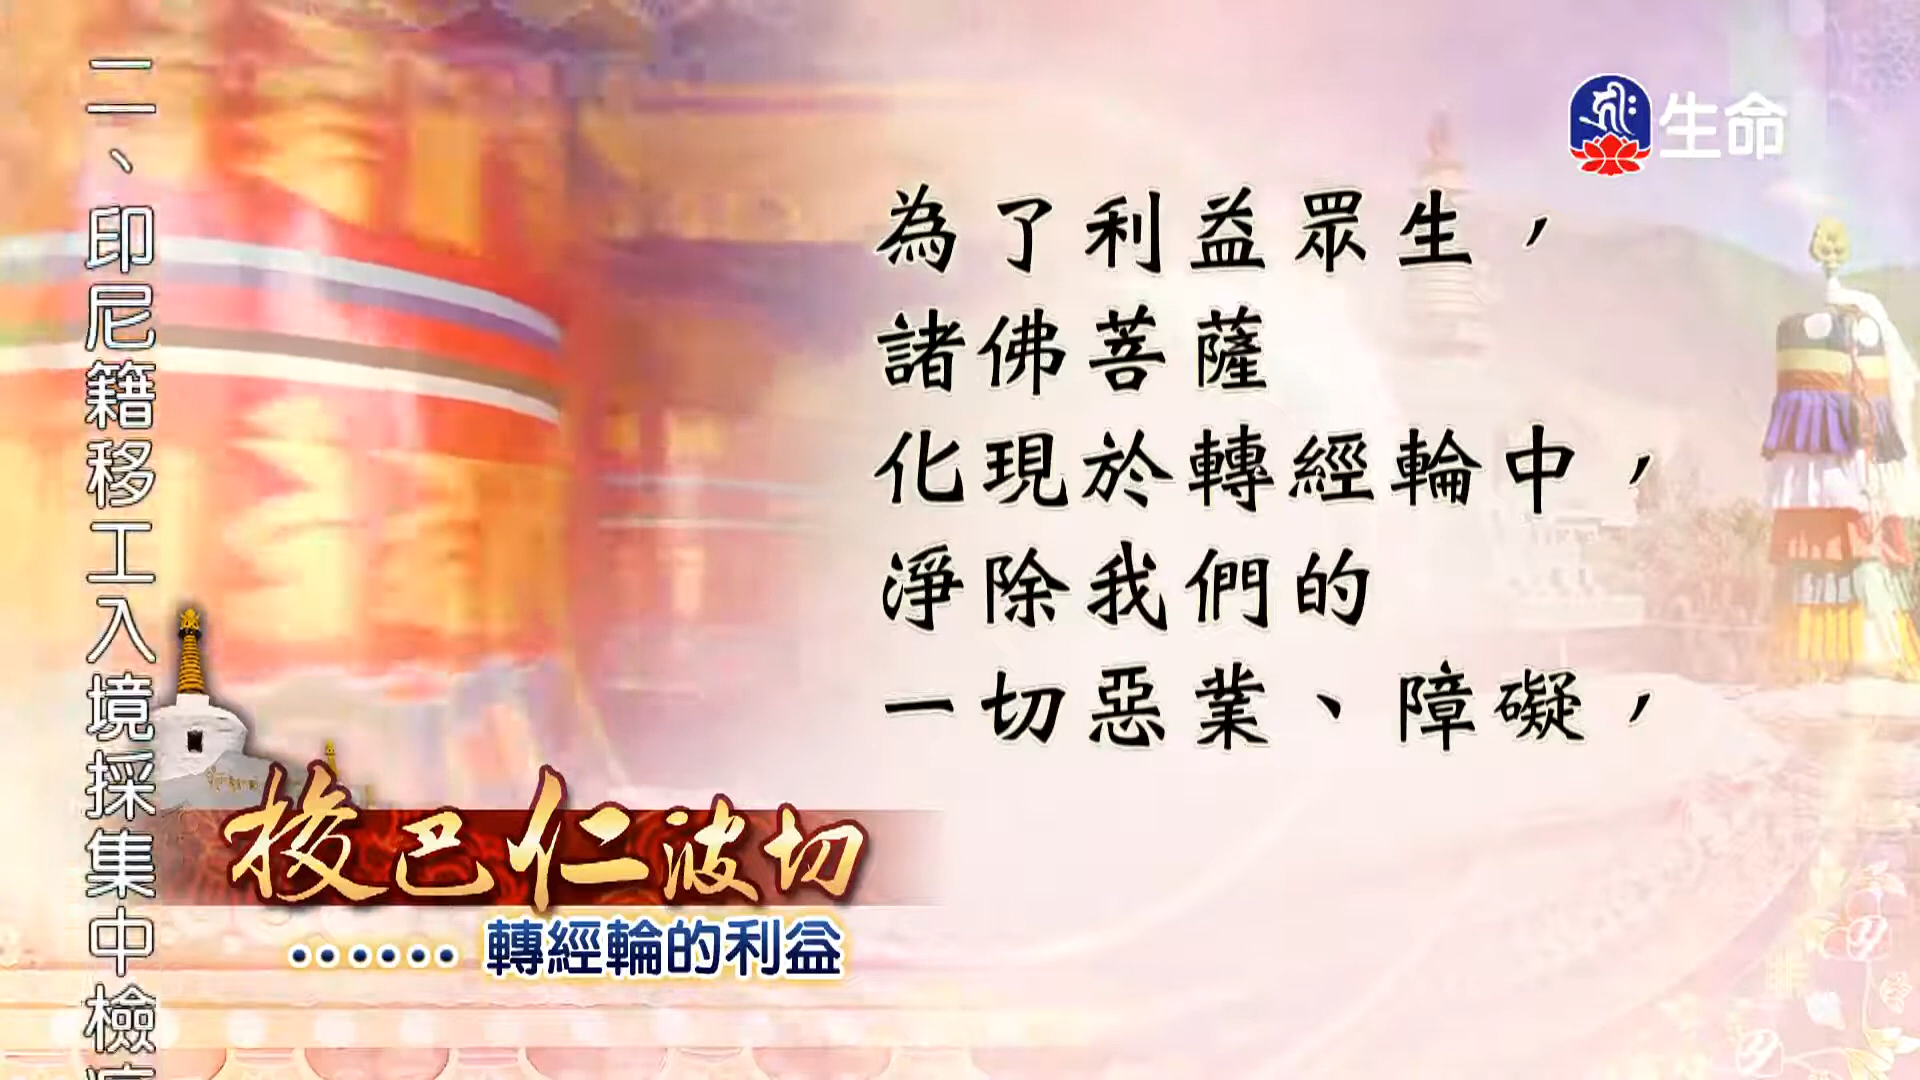 二、印尼籍移工入境採集中檢疫
生命
為了利益眾生，
諸佛菩薩
化現於轉經輪中，
淨除我們的
一切惡業、障礙，
梭巴仁波切
……轉經輪的利益